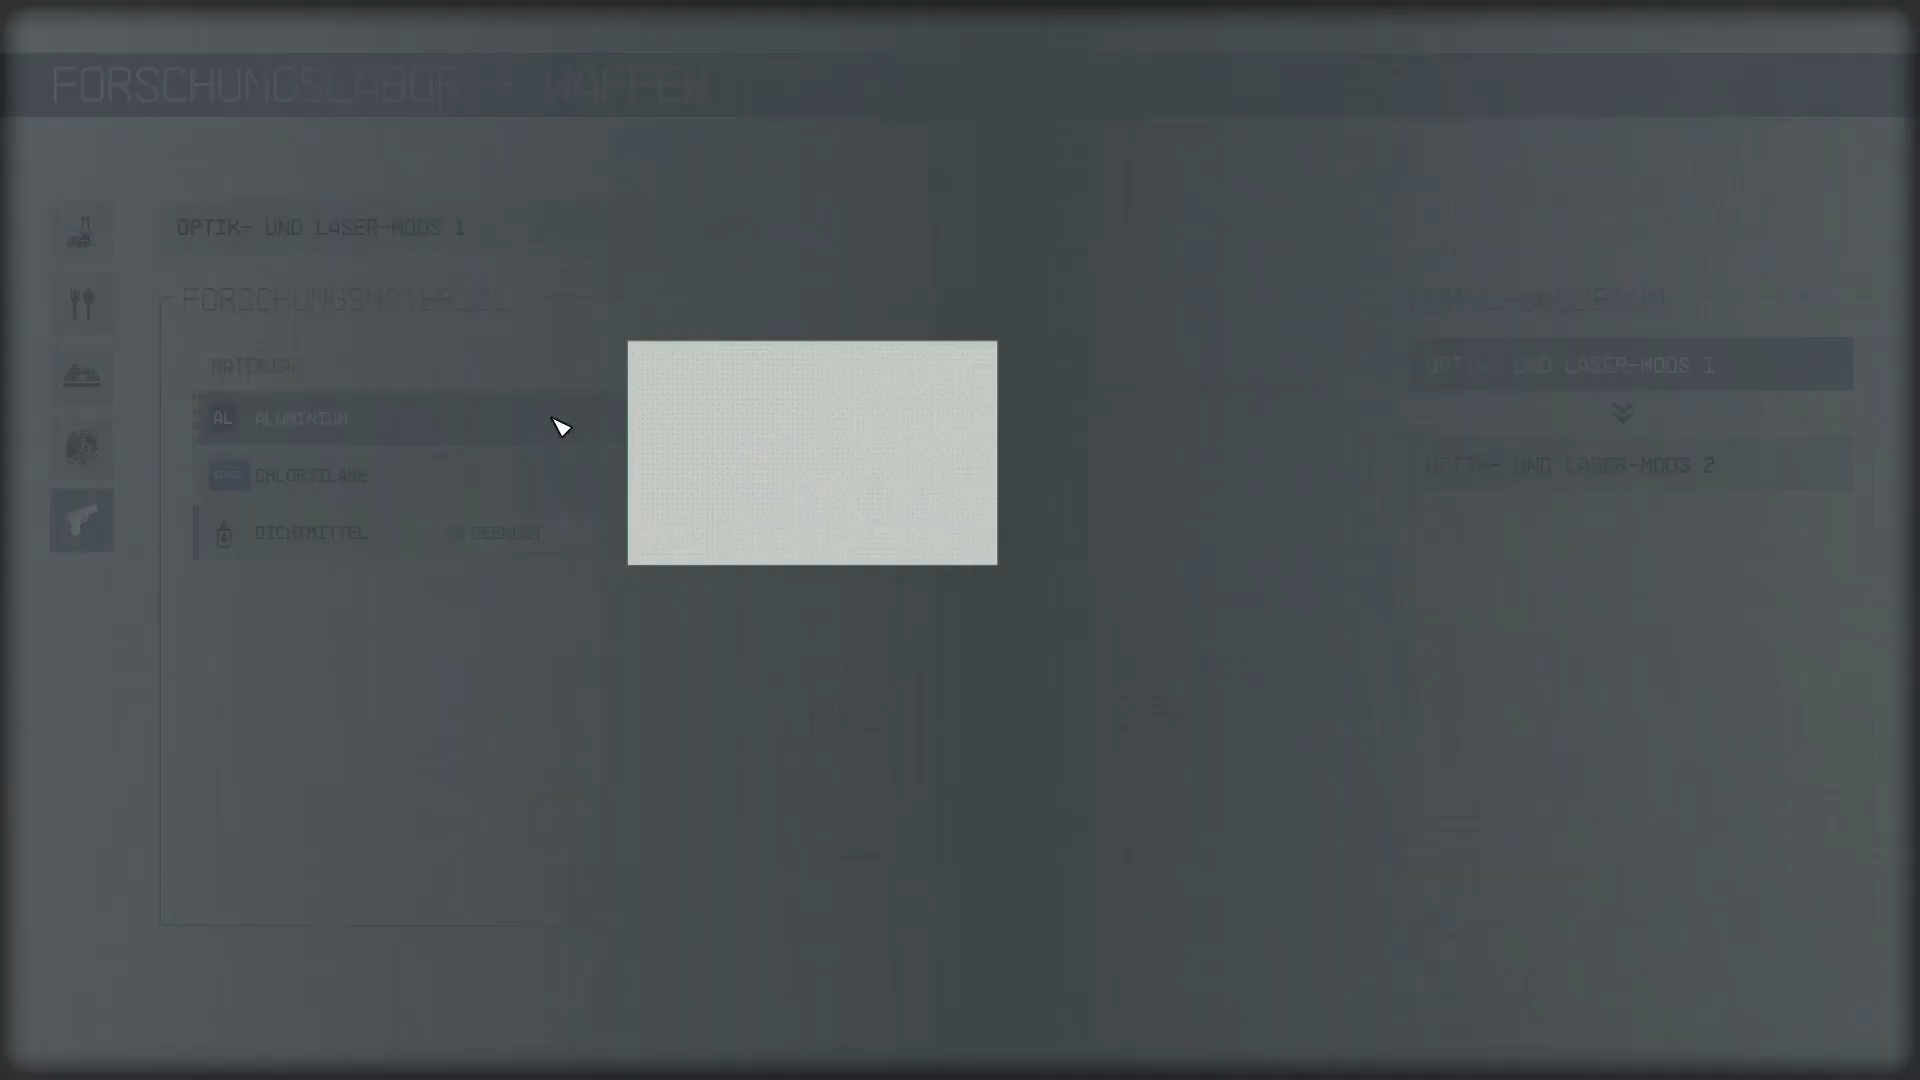 FORSCHUNGSLABOR - WAFFEN
OPTIK- UND LASER-MODS 1
FORSCHUNGSMATERIAL
MATERIAL
AL ALUMINIUM
CHLORSILANE
DICHTMITTEL
OPTIK- UND LASER-MODS 1
OPTIK- UND LASER-MODS 2